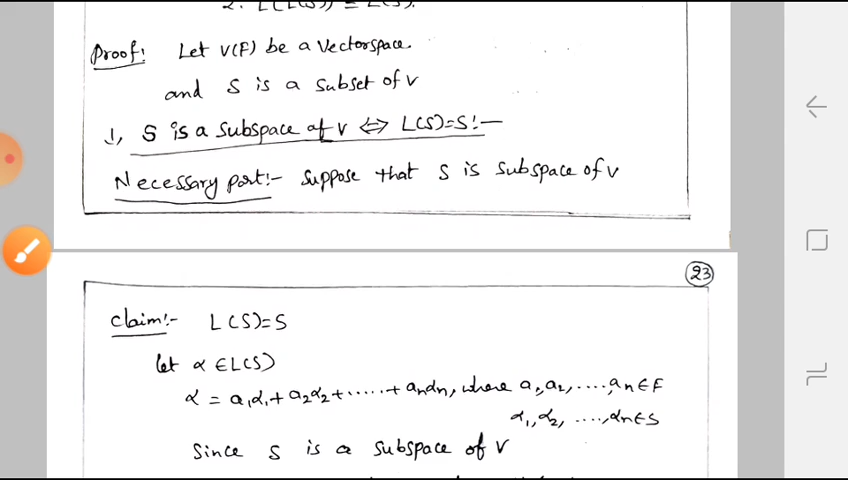 2. L(L(S)) = L(S).
Proof:  Let V(F) be a Vectorspace.
and S is a subset of V
1, S is a subspace of V ⇔ L(S)=S:-
Necessary part:- Suppose that S is subspace of V
23
Claim:- L(S)=S
let α ∈ L(S)
α = a₁α₁+a₂α₂+.....+anαn, where a₁,a₂,....,an∈F
α₁,α₂, ....,αn∈S
Since S is a subspace of V